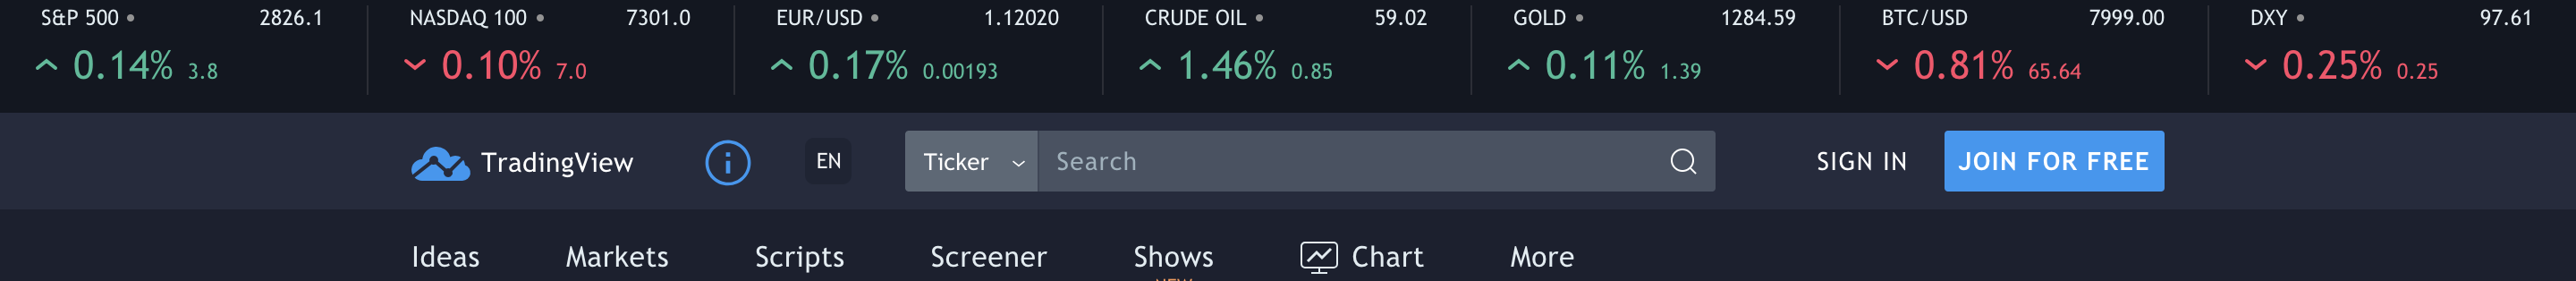 S&P 500 2826.1 NASDAQ 100 7301.0 EUR/USD 1.12020 CRUDE OIL 59.02 GOLD 1284.59 BTC/USD 7999.00 DXY 97.61
0.14% 3.8 0.10% 7.0 0.17% 0.00193 1.46% 0.85 0.11% 1.39 0.81% 65.64 0.25% 0.25
TradingView EN Ticker Search SIGN IN JOIN FOR FREE
Ideas Markets Scripts Screener Shows Chart More
NEW